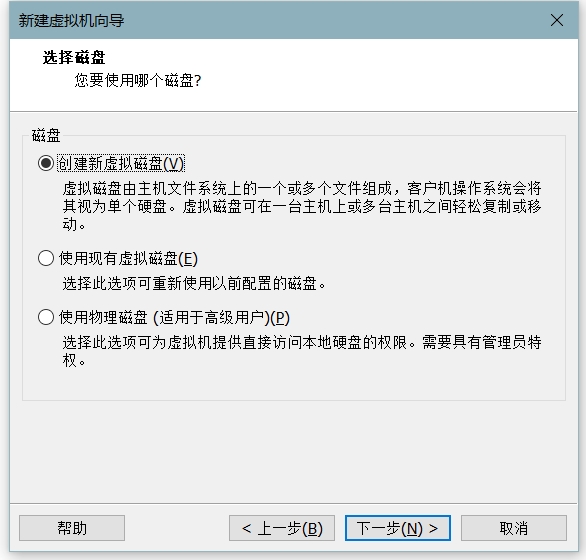 新建虚拟机向导
选择磁盘
您要使用哪个磁盘?
磁盘
创建新虚拟磁盘(V)
虚拟磁盘由主机文件系统上的一个或多个文件组成，客户机操作系统会将
其视为单个硬盘。虚拟磁盘可在一台主机上或多台主机之间轻松复制或移
动。
使用现有虚拟磁盘(E)
选择此选项可重新使用以前配置的磁盘。
使用物理磁盘 (适用于高级用户)(P)
选择此选项可为虚拟机提供直接访问本地硬盘的权限。需要具有管理员特
权。
帮助 < 上一步(B) 下一步(N) > 取消